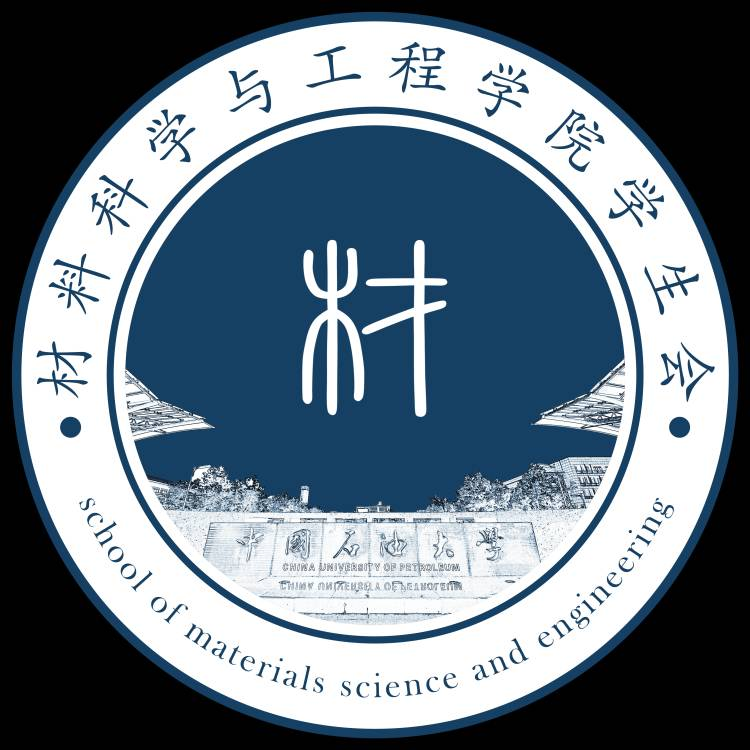 材料科学与工程学院学生会
材
中国石油大学
CHINA UNIVERSITY OF PETROLEUM
school of materials science and engineering